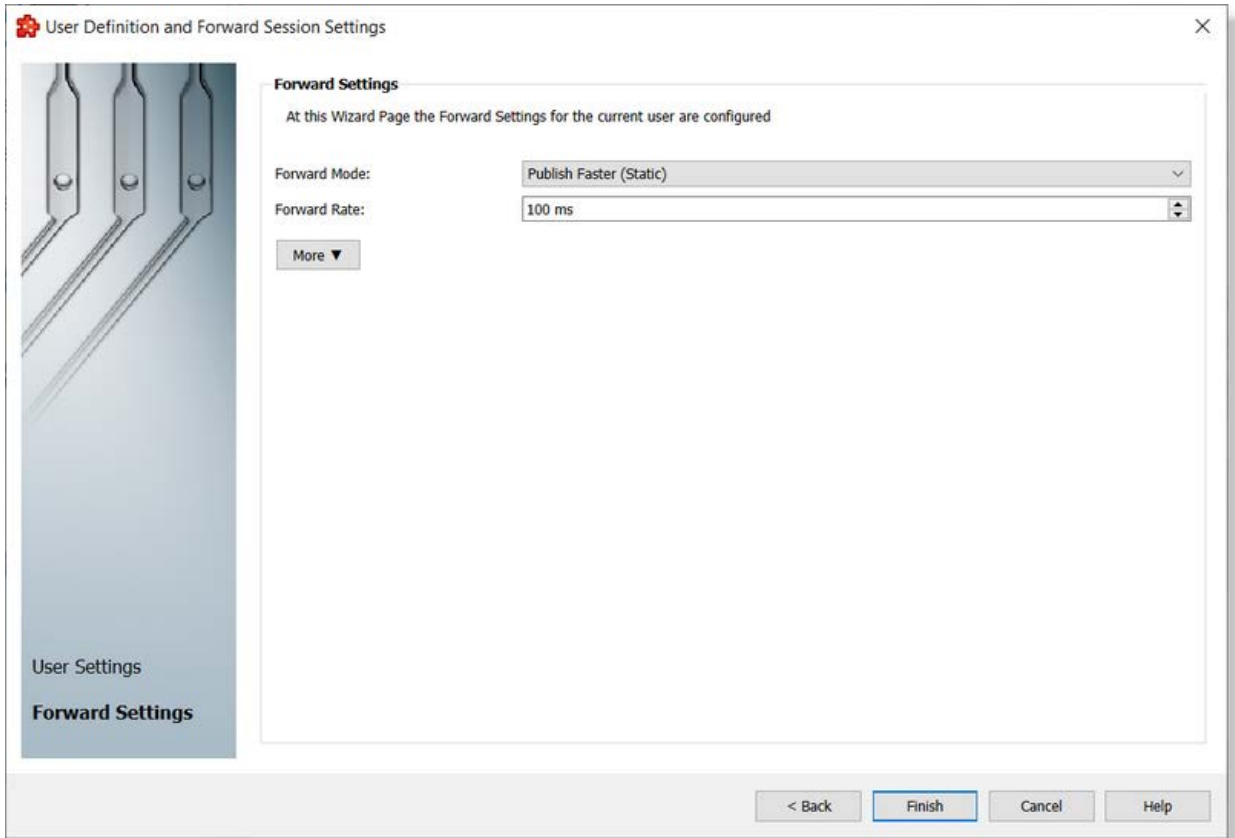 User Definition and Forward Session Settings
Forward Settings
At this Wizard Page the Forward Settings for the current user are configured
Forward Mode: Publish Faster (Static)
Forward Rate: 100 ms
More ▼
User Settings
Forward Settings
< Back Finish Cancel Help